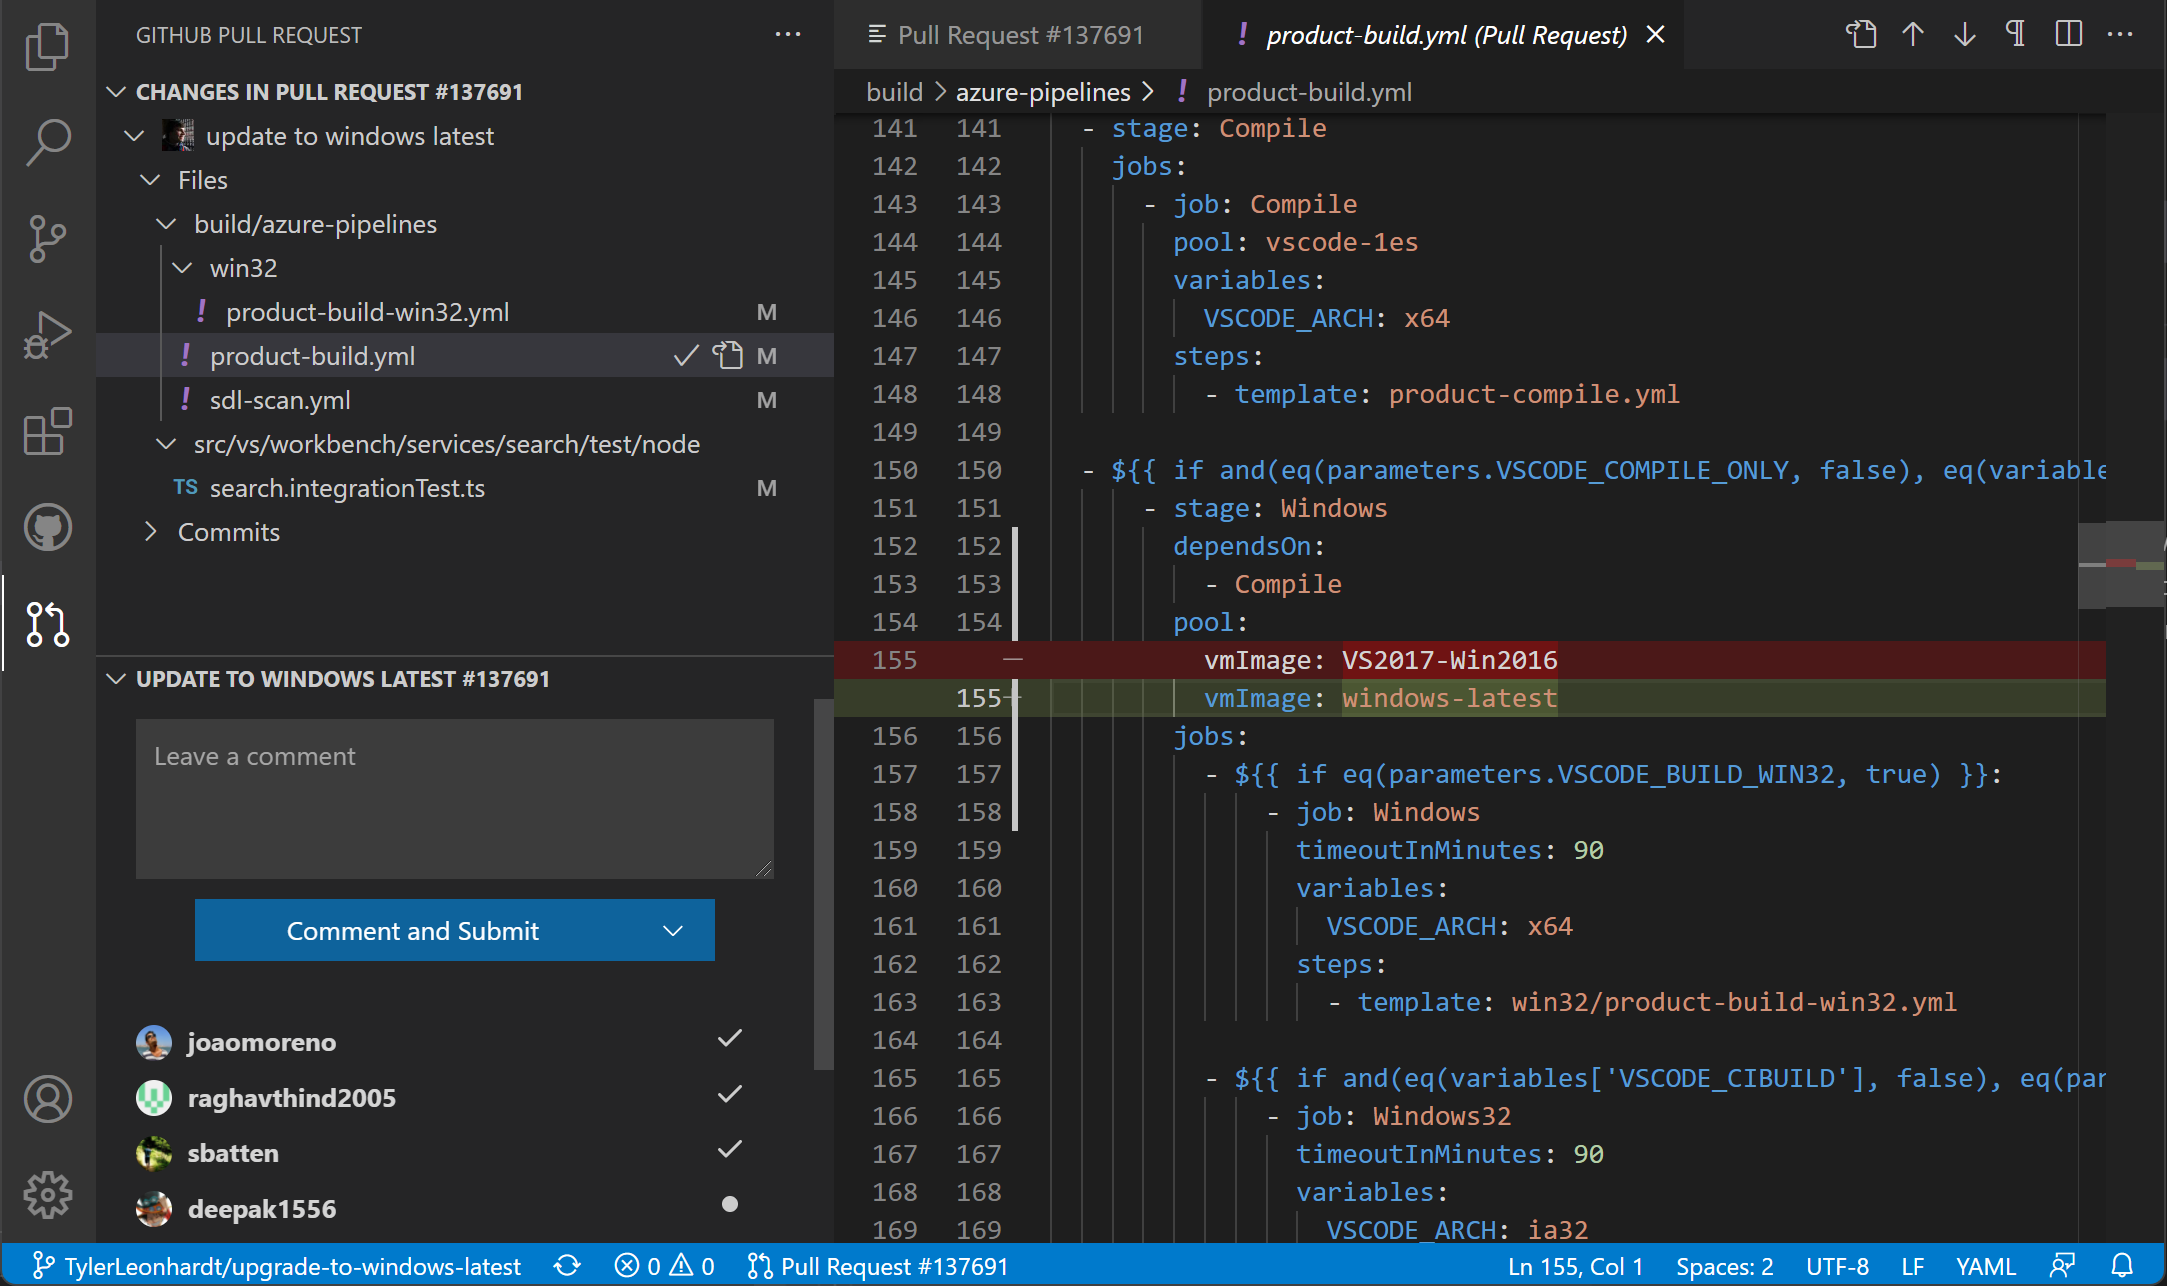 GITHUB PULL REQUEST
CHANGES IN PULL REQUEST #137691
update to windows latest
Files
build/azure-pipelines
win32
! product-build-win32.yml M
! product-build.yml M
! sdl-scan.yml M
src/vs/workbench/services/search/test/node
TS search.integrationTest.ts M
Commits
UPDATE TO WINDOWS LATEST #137691
Leave a comment
Comment and Submit
joaomoreno
raghavthind2005
sbatten
deepak1556
Pull Request #137691
! product-build.yml (Pull Request)
build > azure-pipelines > ! product-build.yml
141 141 - stage: Compile
142 142 jobs:
143 143 - job: Compile
144 144 pool: vscode-1es
145 145 variables:
146 146 VSCODE_ARCH: x64
147 147 steps:
148 148 - template: product-compile.yml
149 149
150 150 - ${{ if and(eq(parameters.VSCODE_COMPILE_ONLY, false), eq(variable
151 151 - stage: Windows
152 152 dependsOn:
153 153 - Compile
154 154 pool:
155 — vmImage: VS2017-Win2016
155+ vmImage: windows-latest
156 156 jobs:
157 157 - ${{ if eq(parameters.VSCODE_BUILD_WIN32, true) }}:
158 158 - job: Windows
159 159 timeoutInMinutes: 90
160 160 variables:
161 161 VSCODE_ARCH: x64
162 162 steps:
163 163 - template: win32/product-build-win32.yml
164 164
165 165 - ${{ if and(eq(variables['VSCODE_CIBUILD'], false), eq(par
166 166 - job: Windows32
167 167 timeoutInMinutes: 90
168 168 variables:
169 169 VSCODE_ARCH: ia32
TylerLeonhardt/upgrade-to-windows-latest 0 0 Pull Request #137691 Ln 155, Col 1 Spaces: 2 UTF-8 LF YAML